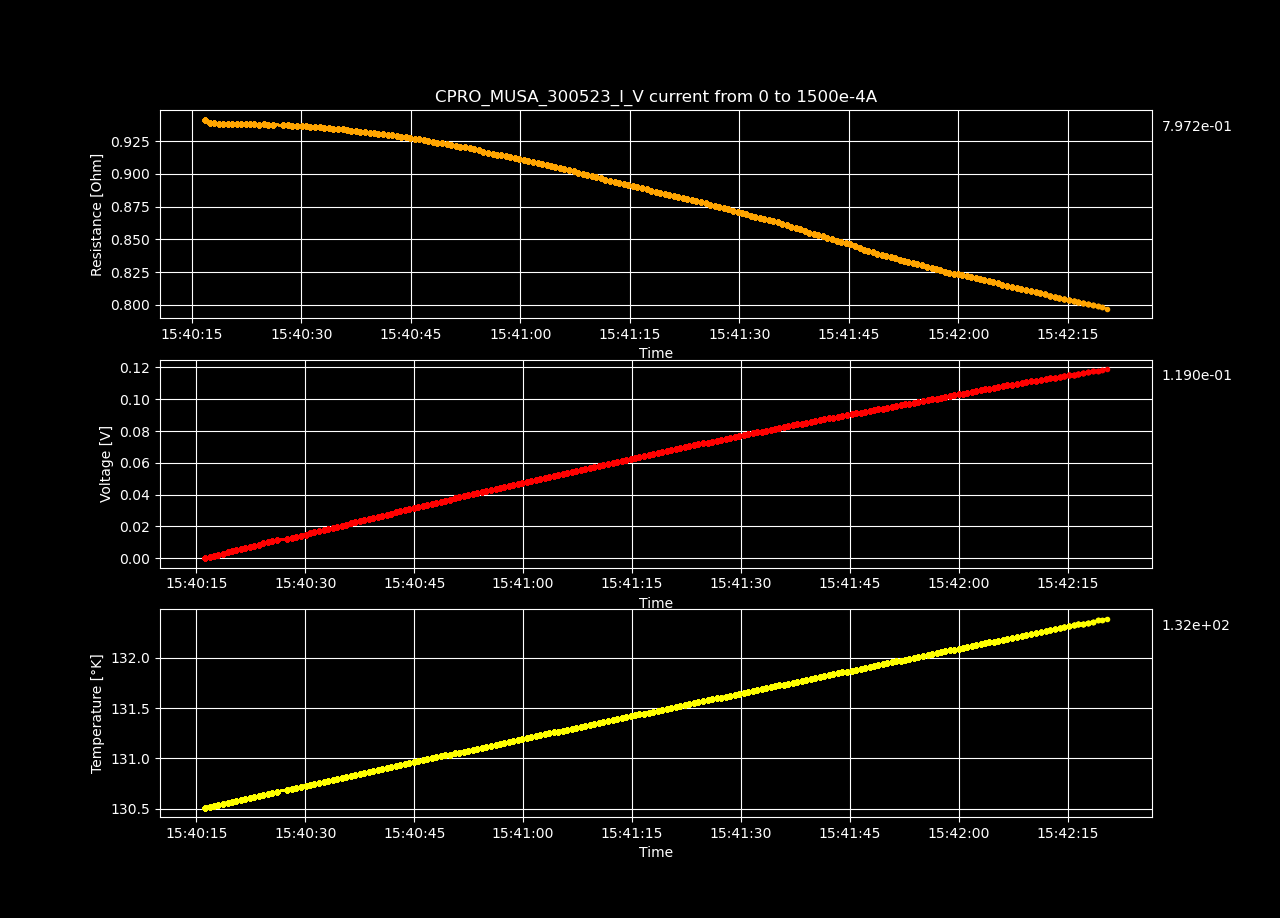 CPRO_MUSA_300523_I_V current from 0 to 1500e-4A
7.972e-01
Resistance [Ohm]
0.925
0.900
0.875
0.850
0.825
0.800
15:40:15 15:40:30 15:40:45 15:41:00 15:41:15 15:41:30 15:41:45 15:42:00 15:42:15
Time
1.190e-01
Voltage [V]
0.12
0.10
0.08
0.06
0.04
0.02
0.00
15:40:15 15:40:30 15:40:45 15:41:00 15:41:15 15:41:30 15:41:45 15:42:00 15:42:15
Time
1.32e+02
Temperature [°K]
132.0
131.5
131.0
130.5
15:40:15 15:40:30 15:40:45 15:41:00 15:41:15 15:41:30 15:41:45 15:42:00 15:42:15
Time